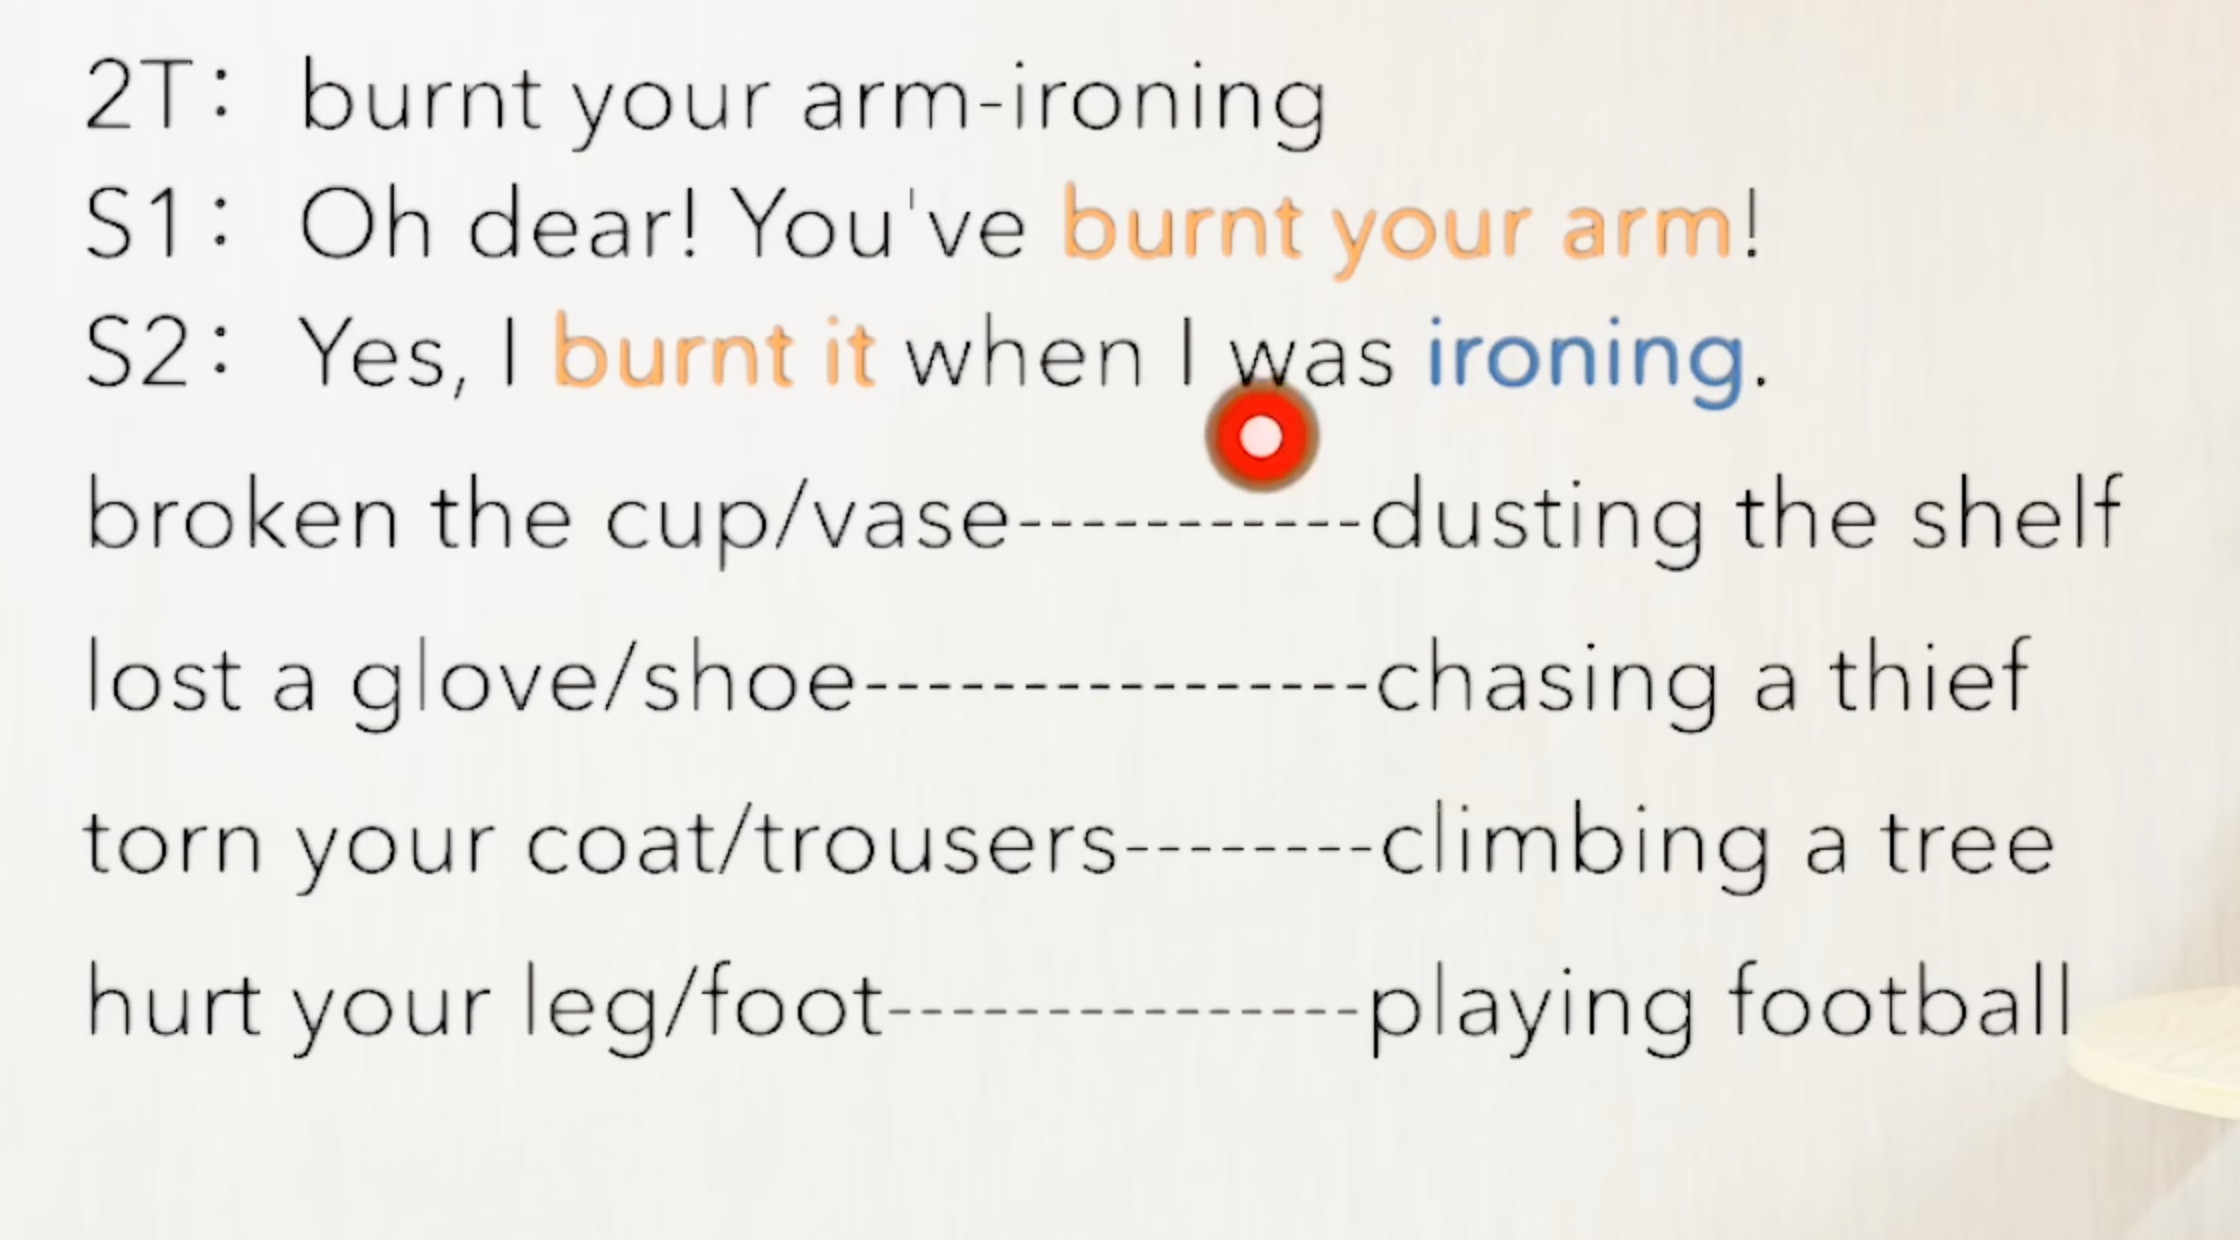 2T: burnt your arm-ironing
S1: Oh dear! You've burnt your arm!
S2: Yes, I burnt it when I was ironing.
broken the cup/vase-----------dusting the shelf
lost a glove/shoe----------------chasing a thief
torn your coat/trousers--------climbing a tree
hurt your leg/foot---------------playing football